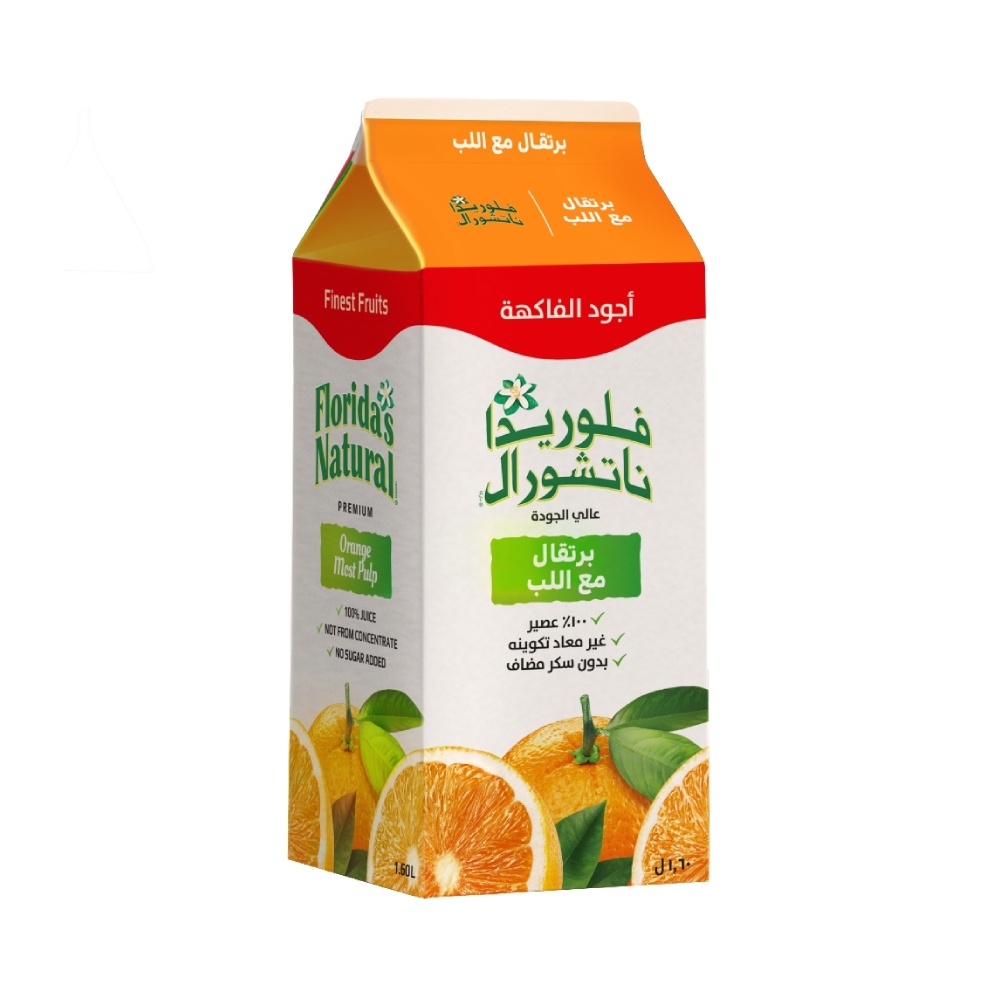 برتقال مع اللب
فلوريدا
ناتشورال
برتقال
مع اللب
Finest Fruits
أجود الفاكهة
Florida's
Natural
PREMIUM
Orange
Most Pulp
✓ 100% JUICE
✓ NOT FROM CONCENTRATE
✓ NO SUGAR ADDED
1.60L
فلوريدا
ناتشورال
عالي الجودة
برتقال
مع اللب
✓ ١٠٠٪ عصير
✓ غير معاد تكوينه
✓ بدون سكر مضاف
١,٦٠ ل